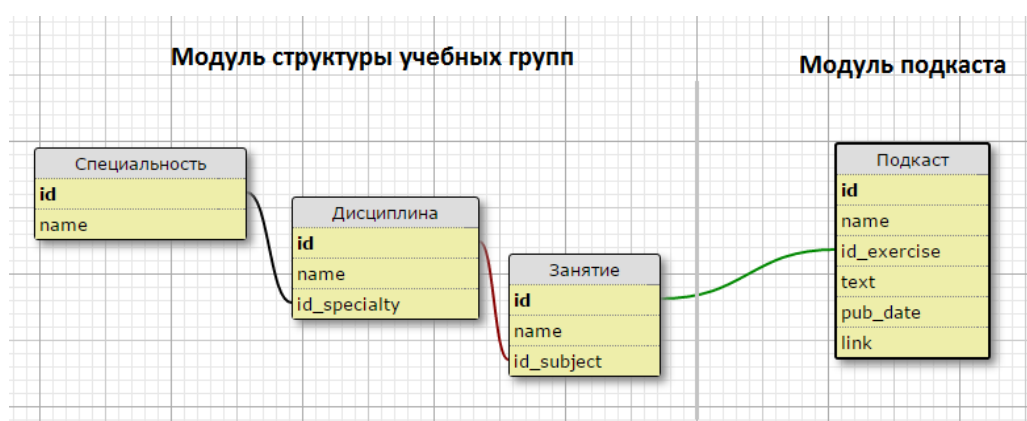 Модуль структуры учебных групп
Модуль подкаста
Специальность
id
name
Дисциплина
id
name
id_specialty
Занятие
id
name
id_subject
Подкаст
id
name
id_exercise
text
pub_date
link